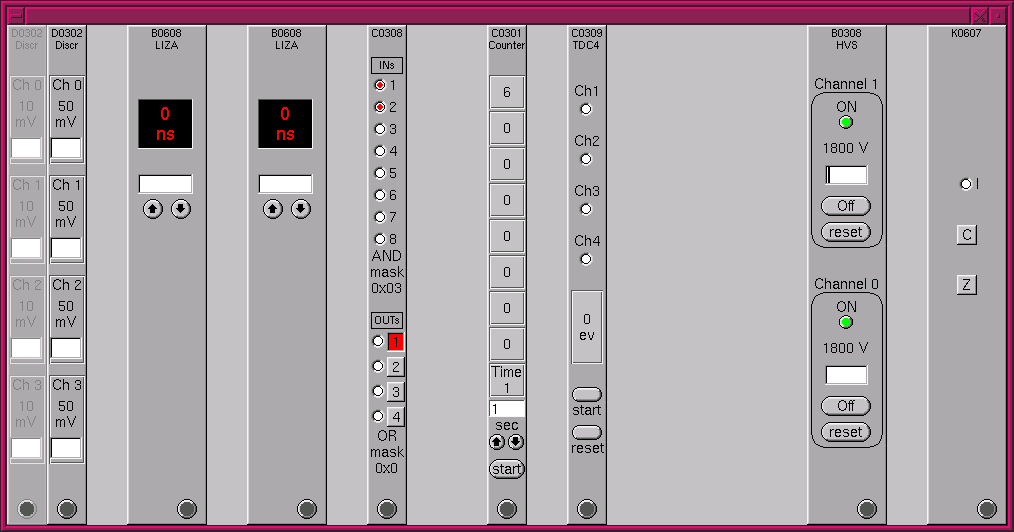 D0302
Discr
Ch 0
10
mV
Ch 1
10
mV
Ch 2
10
mV
Ch 3
10
mV
D0302
Discr
Ch 0
50
mV
Ch 1
50
mV
Ch 2
50
mV
Ch 3
50
mV
B0608
LIZA
0
ns
B0608
LIZA
0
ns
C0308
INs
1
2
3
4
5
6
7
8
AND
mask
0x03
OUTs
1
2
3
4
OR
mask
0x0
C0301
Counter
6
0
0
0
0
0
0
0
Time
1
1
sec
start
C0309
TDC4
Ch1
Ch2
Ch3
Ch4
0
ev
start
reset
B0308
HVS
Channel 1
ON
1800 V
Off
reset
Channel 0
ON
1800 V
Off
reset
K0607
I
C
Z